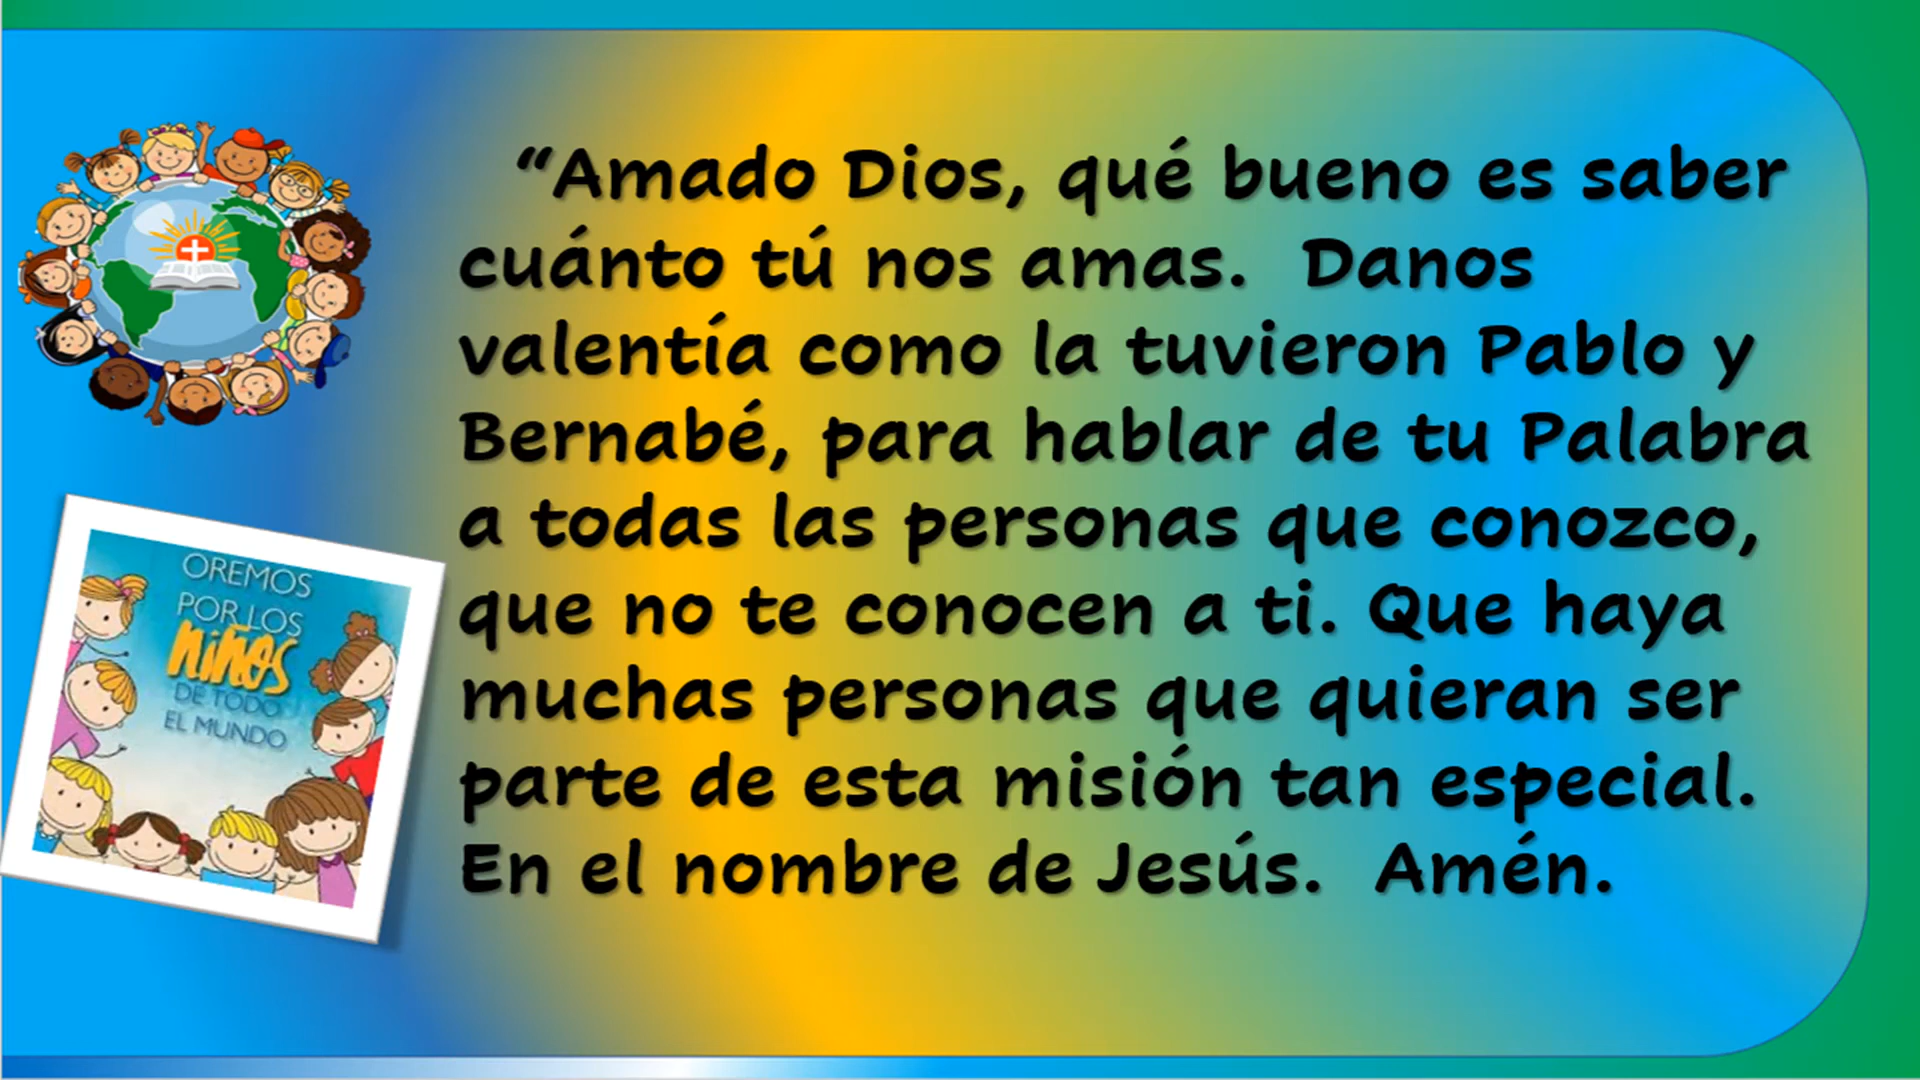 “Amado Dios, qué bueno es saber
cuánto tú nos amas. Danos
valentía como la tuvieron Pablo y
Bernabé, para hablar de tu Palabra
a todas las personas que conozco,
que no te conocen a ti. Que haya
muchas personas que quieran ser
parte de esta misión tan especial.
En el nombre de Jesús. Amén.
OREMOS
POR LOS
niños
DE TODO
EL MUNDO